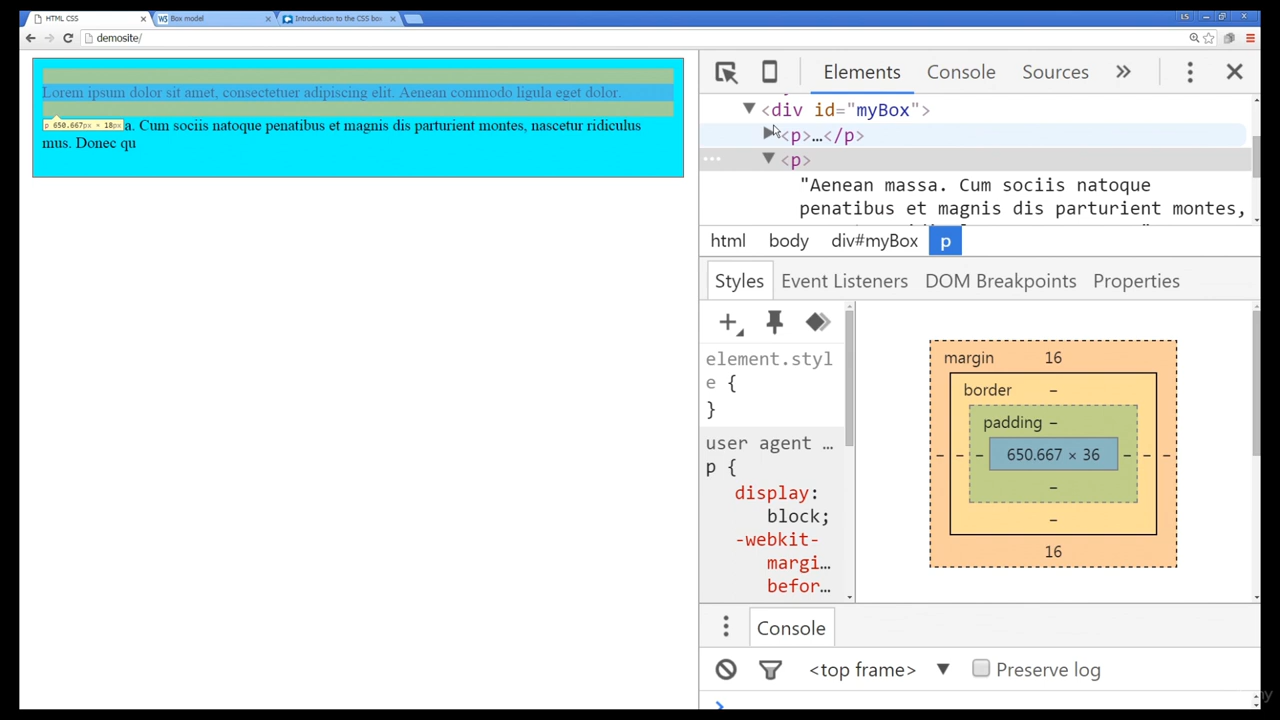 HTML CSS
Box model
Introduction to the CSS box
LS
demosite/
Lorem ipsum dolor sit amet, consectetuer adipiscing elit. Aenean commodo ligula eget dolor.
p 650.667px × 18px
a. Cum sociis natoque penatibus et magnis dis parturient montes, nascetur ridiculus
mus. Donec qu
Elements Console Sources »
<div id="myBox">
<p>…</p>
<p>
"Aenean massa. Cum sociis natoque
penatibus et magnis dis parturient montes,
html body div#myBox p
Styles Event Listeners DOM Breakpoints Properties
element.styl
e {
}
user agent …
p {
display:
block;
-webkit-
margi…
befor…
margin 16
border –
padding –
– – – 650.667 × 36 – – –
–
–
16
Console
<top frame> Preserve log